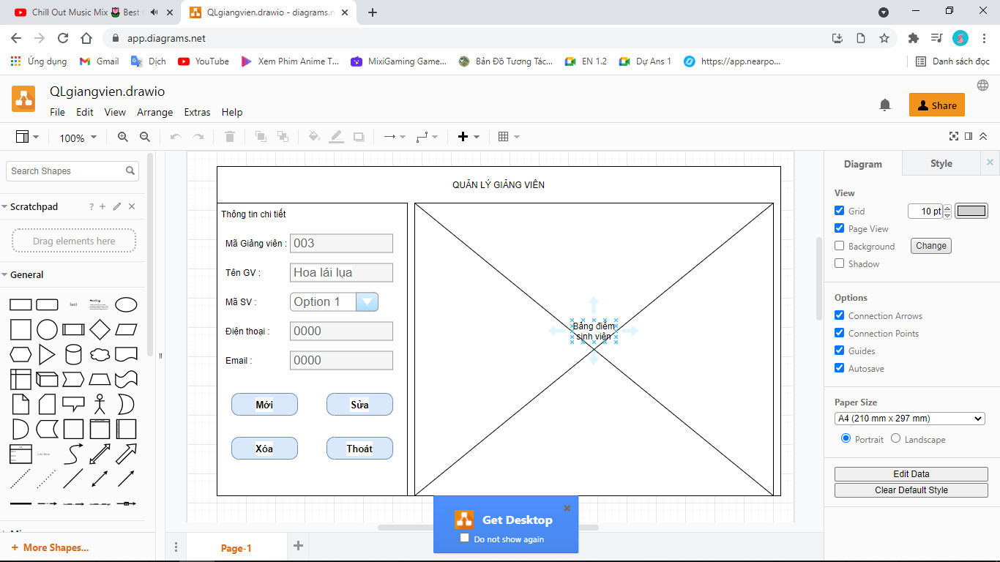 Chill Out Music Mix 🌷 Best
QLgiangvien.drawio - diagrams.n
app.diagrams.net
Ứng dụng
Gmail
Dịch
YouTube
Xem Phim Anime T...
MixiGaming Game...
Bản Đồ Tương Tác...
EN 1.2
Dự Ans 1
https://app.nearpo...
Danh sách đọc
QLgiangvien.drawio
File Edit View Arrange Extras Help
Share
100%
Search Shapes
Scratchpad
?
Drag elements here
General
Text
Heading
List Item
More Shapes...
QUẢN LÝ GIẢNG VIÊN
Thông tin chi tiết
Mã Giảng viên : 003
Tên GV : Hoa lái lụa
Mã SV : Option 1
Điện thoại : 0000
Email : 0000
Mới Sửa
Xóa Thoát
Bảng điểm
sinh viên
Get Desktop
Do not show again
Page-1
Diagram Style
View
Grid 10 pt
Page View
Background Change
Shadow
Options
Connection Arrows
Connection Points
Guides
Autosave
Paper Size
A4 (210 mm x 297 mm)
Portrait Landscape
Edit Data
Clear Default Style